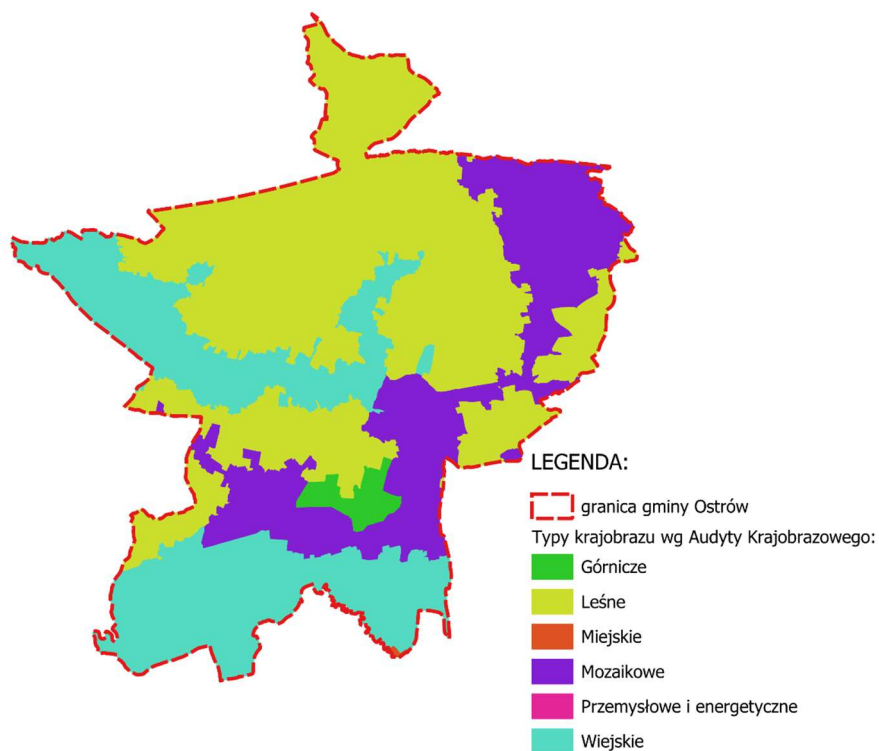 LEGENDA:
granica gminy Ostrów
Typy krajobrazu wg Audyty Krajobrazowego:
Górnicze
Leśne
Miejskie
Mozaikowe
Przemysłowe i energetyczne
Wiejskie